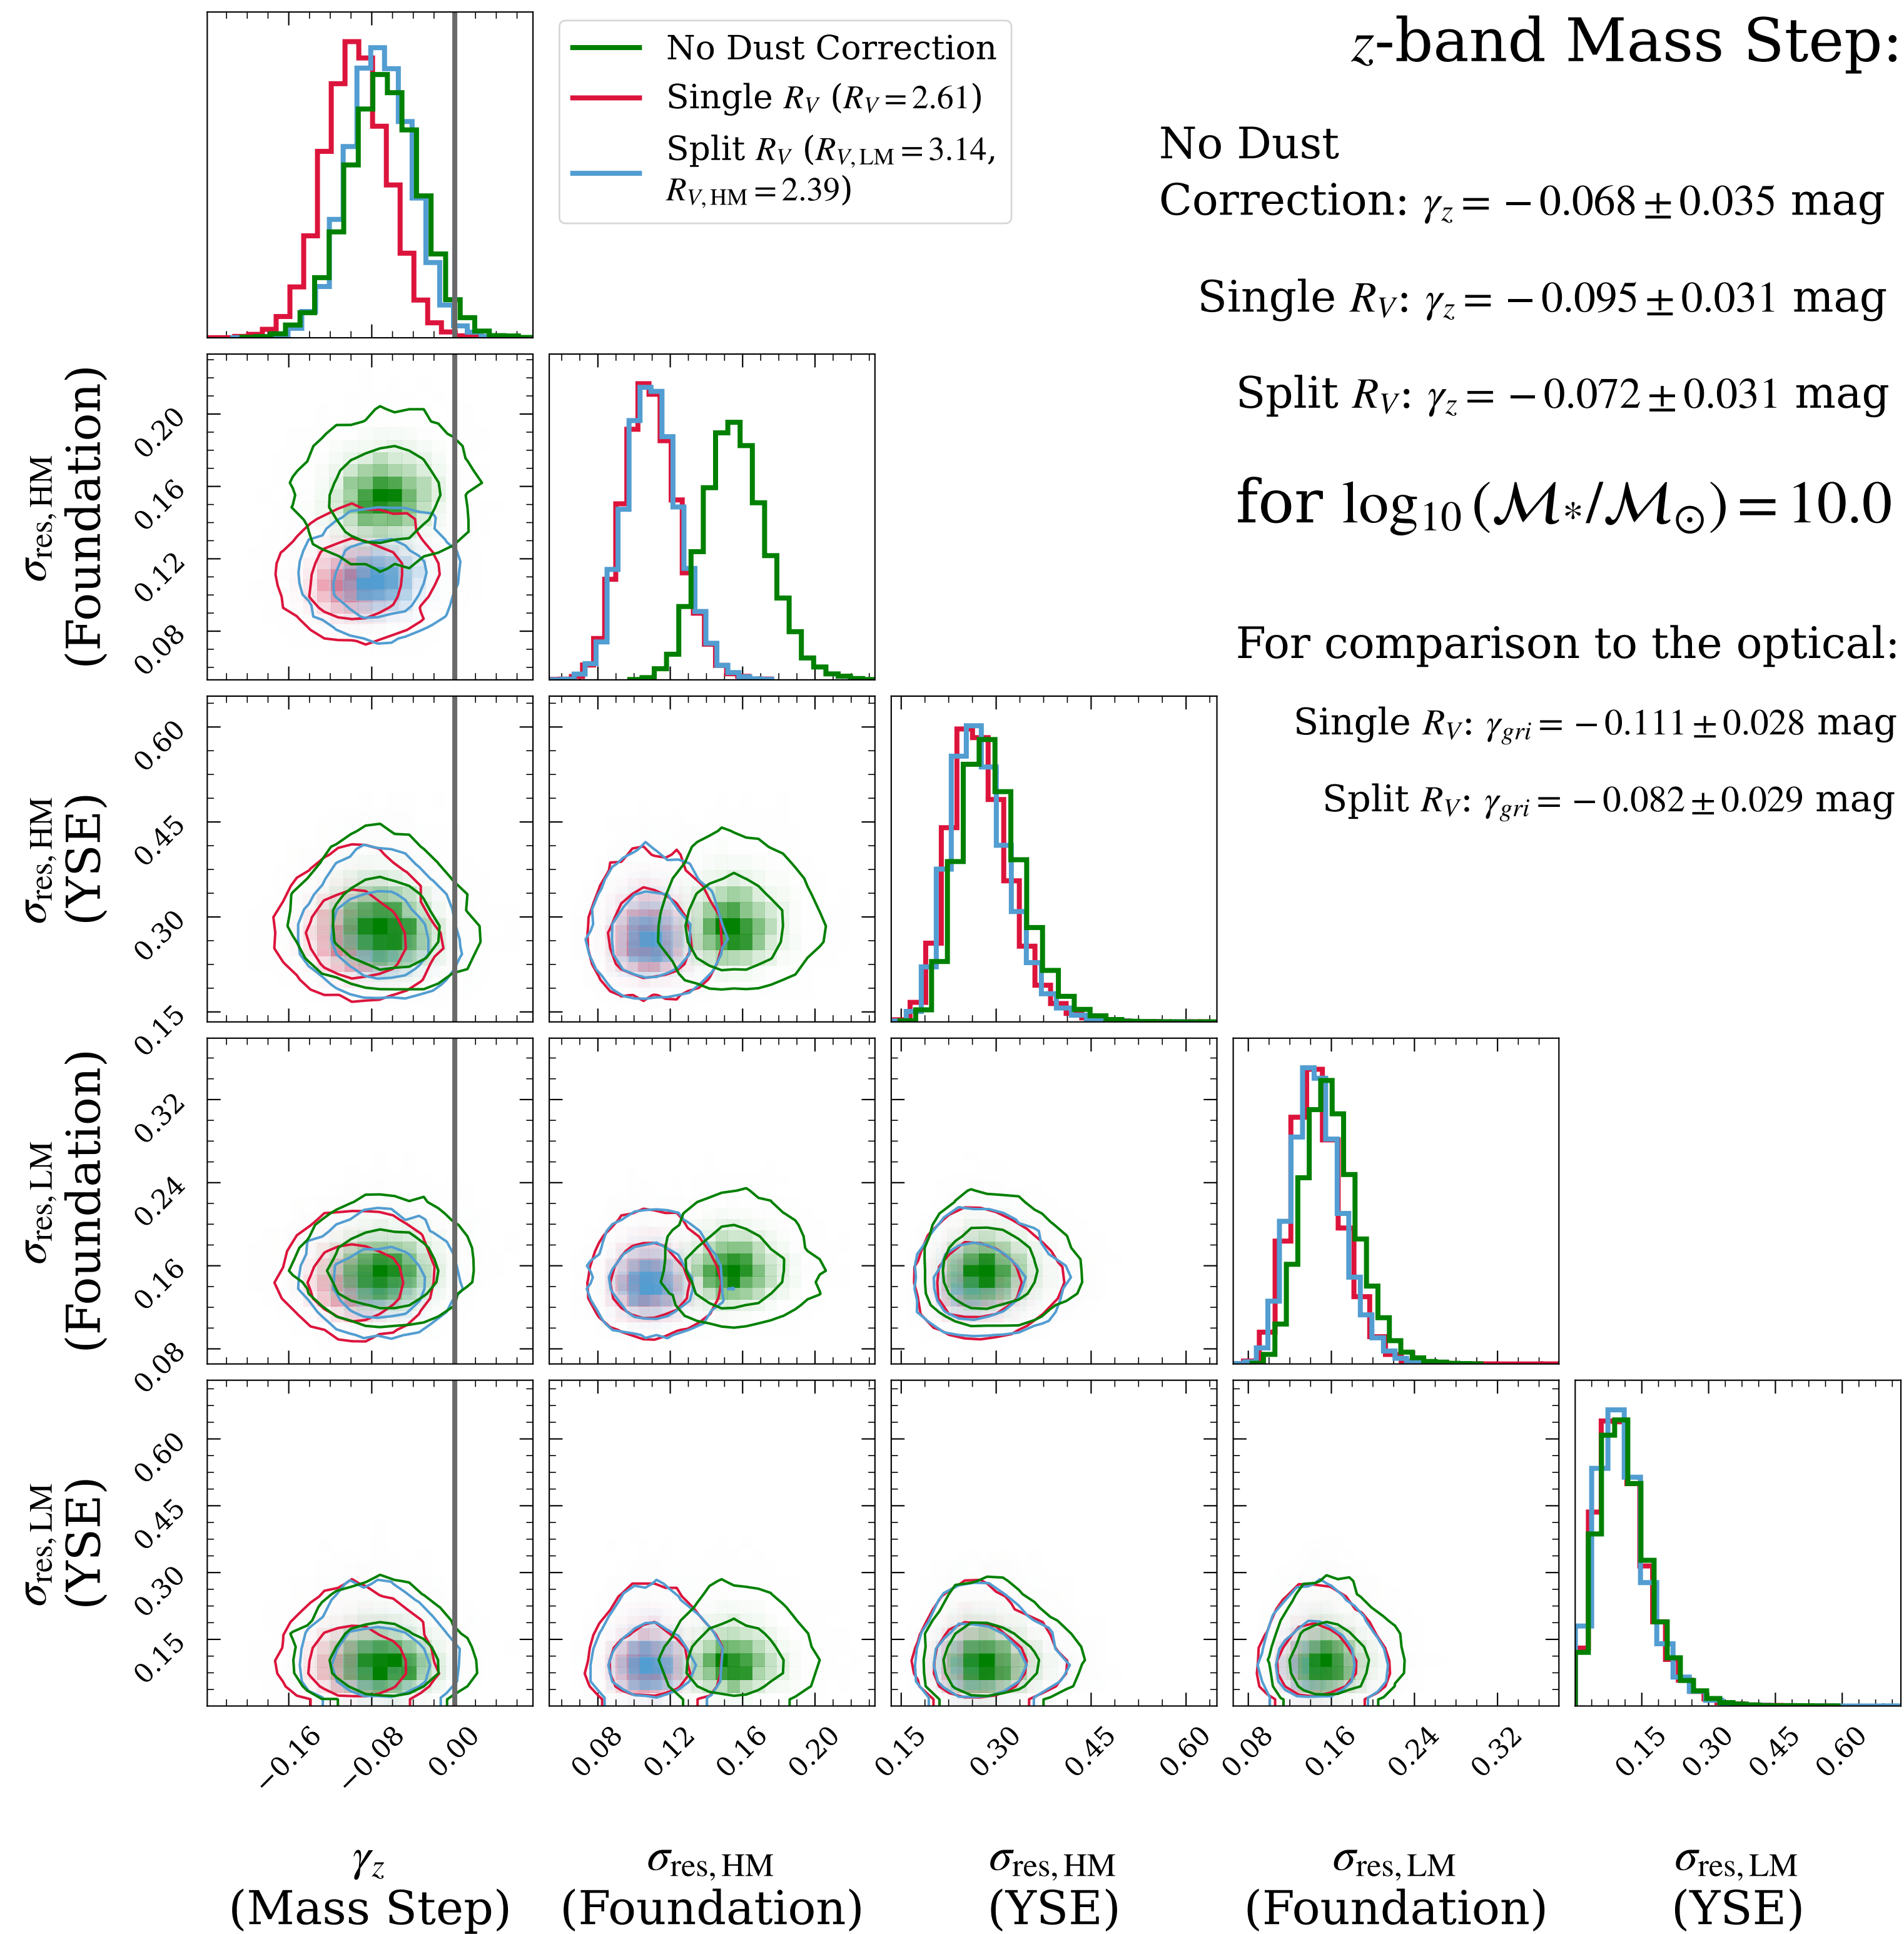 z-band Mass Step:
No Dust Correction
Single R_V (R_V = 2.61)
Split R_V (R_V,LM = 3.14,
R_V,HM = 2.39)
No Dust
Correction: γ_z = −0.068 ± 0.035 mag
Single R_V: γ_z = −0.095 ± 0.031 mag
Split R_V: γ_z = −0.072 ± 0.031 mag
for log₁₀(ℳ_*/ℳ_⊙) = 10.0
For comparison to the optical:
Single R_V: γ_gri = −0.111 ± 0.028 mag
Split R_V: γ_gri = −0.082 ± 0.029 mag
σ_res,HM
(Foundation)
0.20
0.16
0.12
0.08
σ_res,HM
(YSE)
0.60
0.45
0.30
0.15
σ_res,LM
(Foundation)
0.32
0.24
0.16
0.08
σ_res,LM
(YSE)
0.60
0.45
0.30
0.15
−0.16 −0.08 0.00
0.08 0.12 0.16 0.20
0.15 0.30 0.45 0.60
0.08 0.16 0.24 0.32
0.15 0.30 0.45 0.60
γ_z
(Mass Step)
σ_res,HM
(Foundation)
σ_res,HM
(YSE)
σ_res,LM
(Foundation)
σ_res,LM
(YSE)